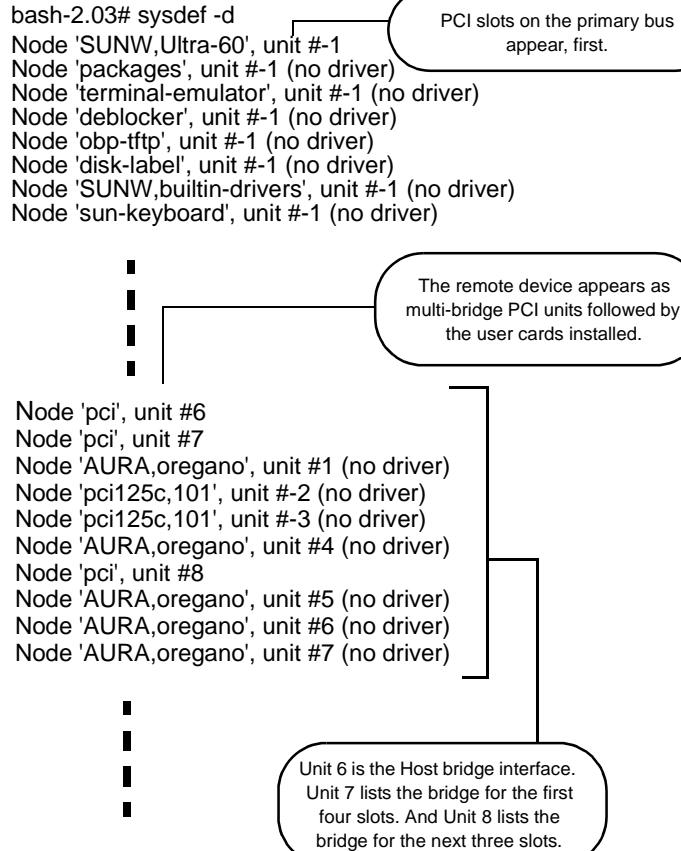 bash-2.03# sysdef -d
PCI slots on the primary bus
appear, first.
Node 'SUNW,Ultra-60', unit #-1
Node 'packages', unit #-1 (no driver)
Node 'terminal-emulator', unit #-1 (no driver)
Node 'deblocker', unit #-1 (no driver)
Node 'obp-tftp', unit #-1 (no driver)
Node 'disk-label', unit #-1 (no driver)
Node 'SUNW,builtin-drivers', unit #-1 (no driver)
Node 'sun-keyboard', unit #-1 (no driver)
The remote device appears as
multi-bridge PCI units followed by
the user cards installed.
Node 'pci', unit #6
Node 'pci', unit #7
Node 'AURA,oregano', unit #1 (no driver)
Node 'pci125c,101', unit #-2 (no driver)
Node 'pci125c,101', unit #-3 (no driver)
Node 'AURA,oregano', unit #4 (no driver)
Node 'pci', unit #8
Node 'AURA,oregano', unit #5 (no driver)
Node 'AURA,oregano', unit #6 (no driver)
Node 'AURA,oregano', unit #7 (no driver)
Unit 6 is the Host bridge interface.
Unit 7 lists the bridge for the first
four slots. And Unit 8 lists the
bridge for the next three slots.